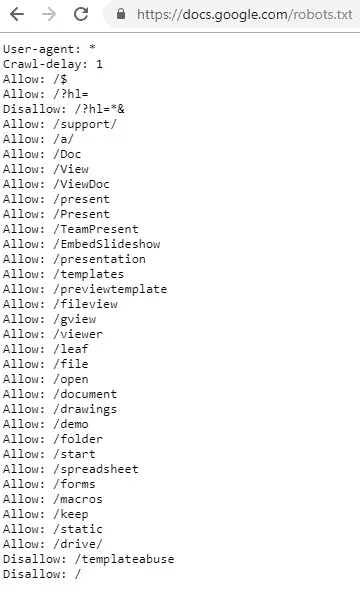 https://docs.google.com/robots.txt
User-agent: *
Crawl-delay: 1
Allow: /$
Allow: /?hl=
Disallow: /?hl=*&
Allow: /support/
Allow: /a/
Allow: /Doc
Allow: /View
Allow: /ViewDoc
Allow: /present
Allow: /Present
Allow: /TeamPresent
Allow: /EmbedSlideshow
Allow: /presentation
Allow: /templates
Allow: /previewtemplate
Allow: /fileview
Allow: /gview
Allow: /viewer
Allow: /leaf
Allow: /file
Allow: /open
Allow: /document
Allow: /drawings
Allow: /demo
Allow: /folder
Allow: /start
Allow: /spreadsheet
Allow: /forms
Allow: /macros
Allow: /keep
Allow: /static
Allow: /drive/
Disallow: /templateabuse
Disallow: /